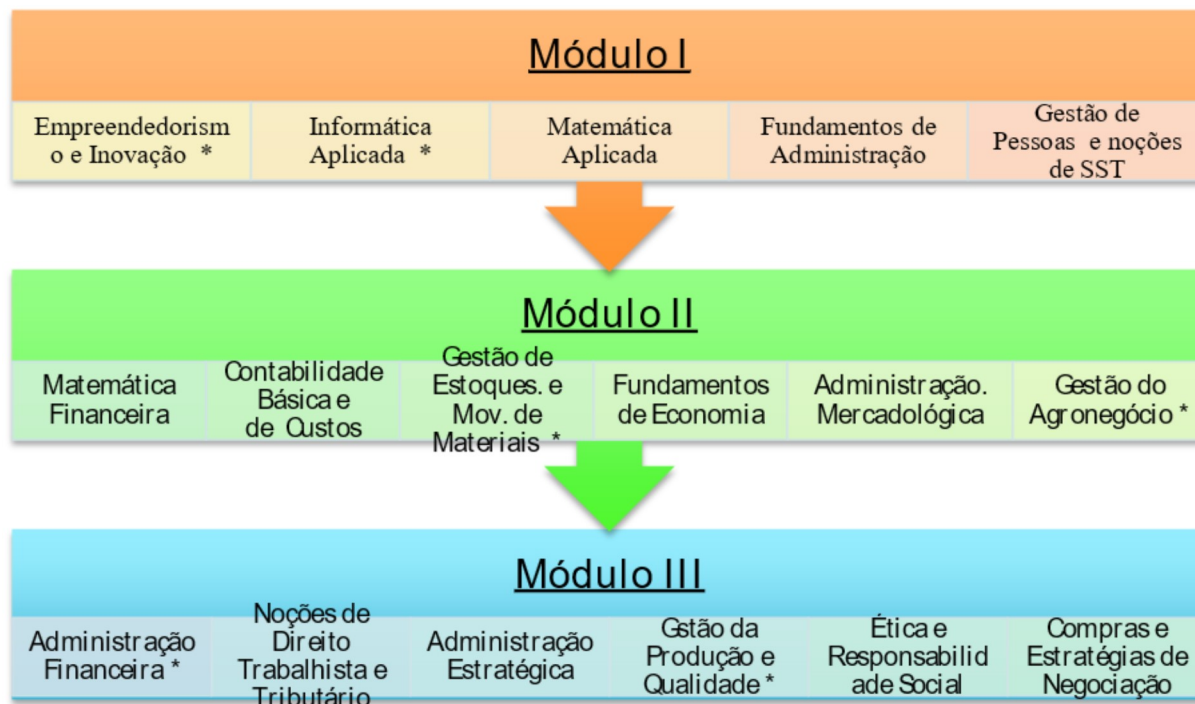 Módulo I
Empreendedorism
o e Inovação *
Informática
Aplicada *
Matemática
Aplicada
Fundamentos de
Administração
Gestão de
Pessoas e noções
de SST
Módulo II
Matemática
Financeira
Contabilidade
Básica e
de Custos
Gestão de
Estoques. e
Mov. de
Materiais *
Fundamentos
de Economia
Administração.
Mercadológica
Gestão do
Agronegócio *
Módulo III
Administração
Financeira *
Noções de
Direito
Trabalhista e
Tributário
Administração
Estratégica
Gstão da
Produção e
Qualidade *
Ética e
Responsabilid
ade Social
Compras e
Estratégias de
Negociação